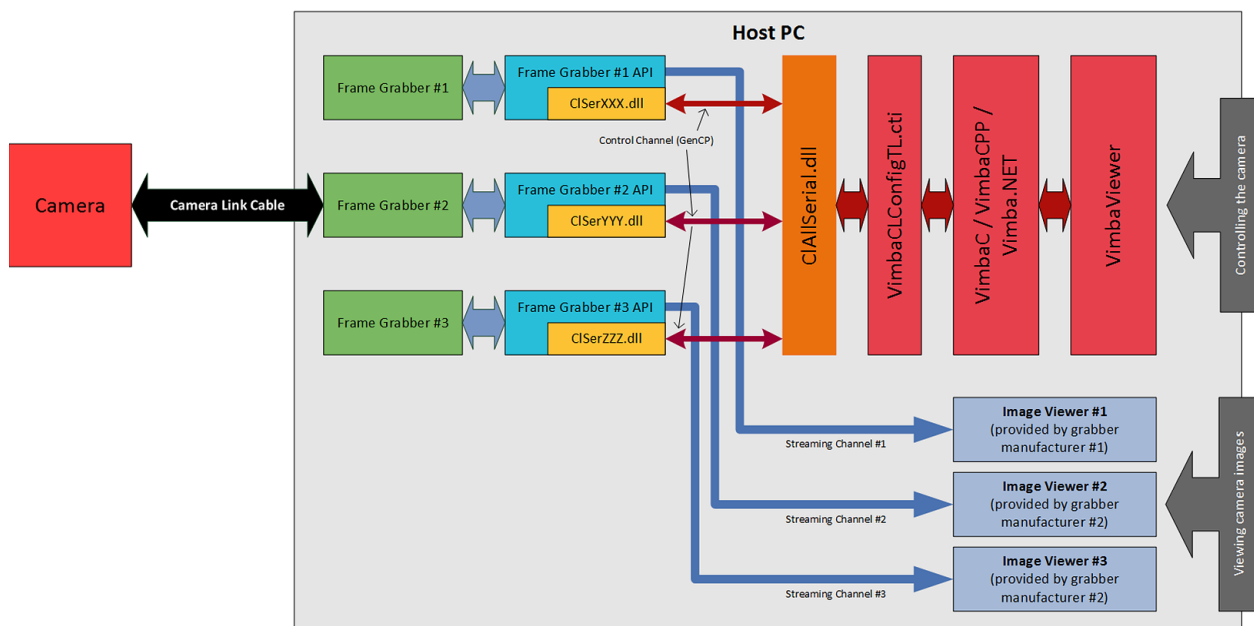 Host PC
Frame Grabber #1
Frame Grabber #1 API
ClSerXXX.dll
Control Channel (GenCP)
Camera
Camera Link Cable
Frame Grabber #2
Frame Grabber #2 API
ClSerYYY.dll
Frame Grabber #3
Frame Grabber #3 API
ClSerZZZ.dll
ClAllSerial.dll
VimbaCLConfigTL.cti
VimbaC / VimbaCPP /
Vimba.NET
VimbaViewer
Controlling the camera
Streaming Channel #1
Image Viewer #1
(provided by grabber
manufacturer #1)
Streaming Channel #2
Image Viewer #2
(provided by grabber
manufacturer #2)
Streaming Channel #3
Image Viewer #3
(provided by grabber
manufacturer #2)
Viewing camera images